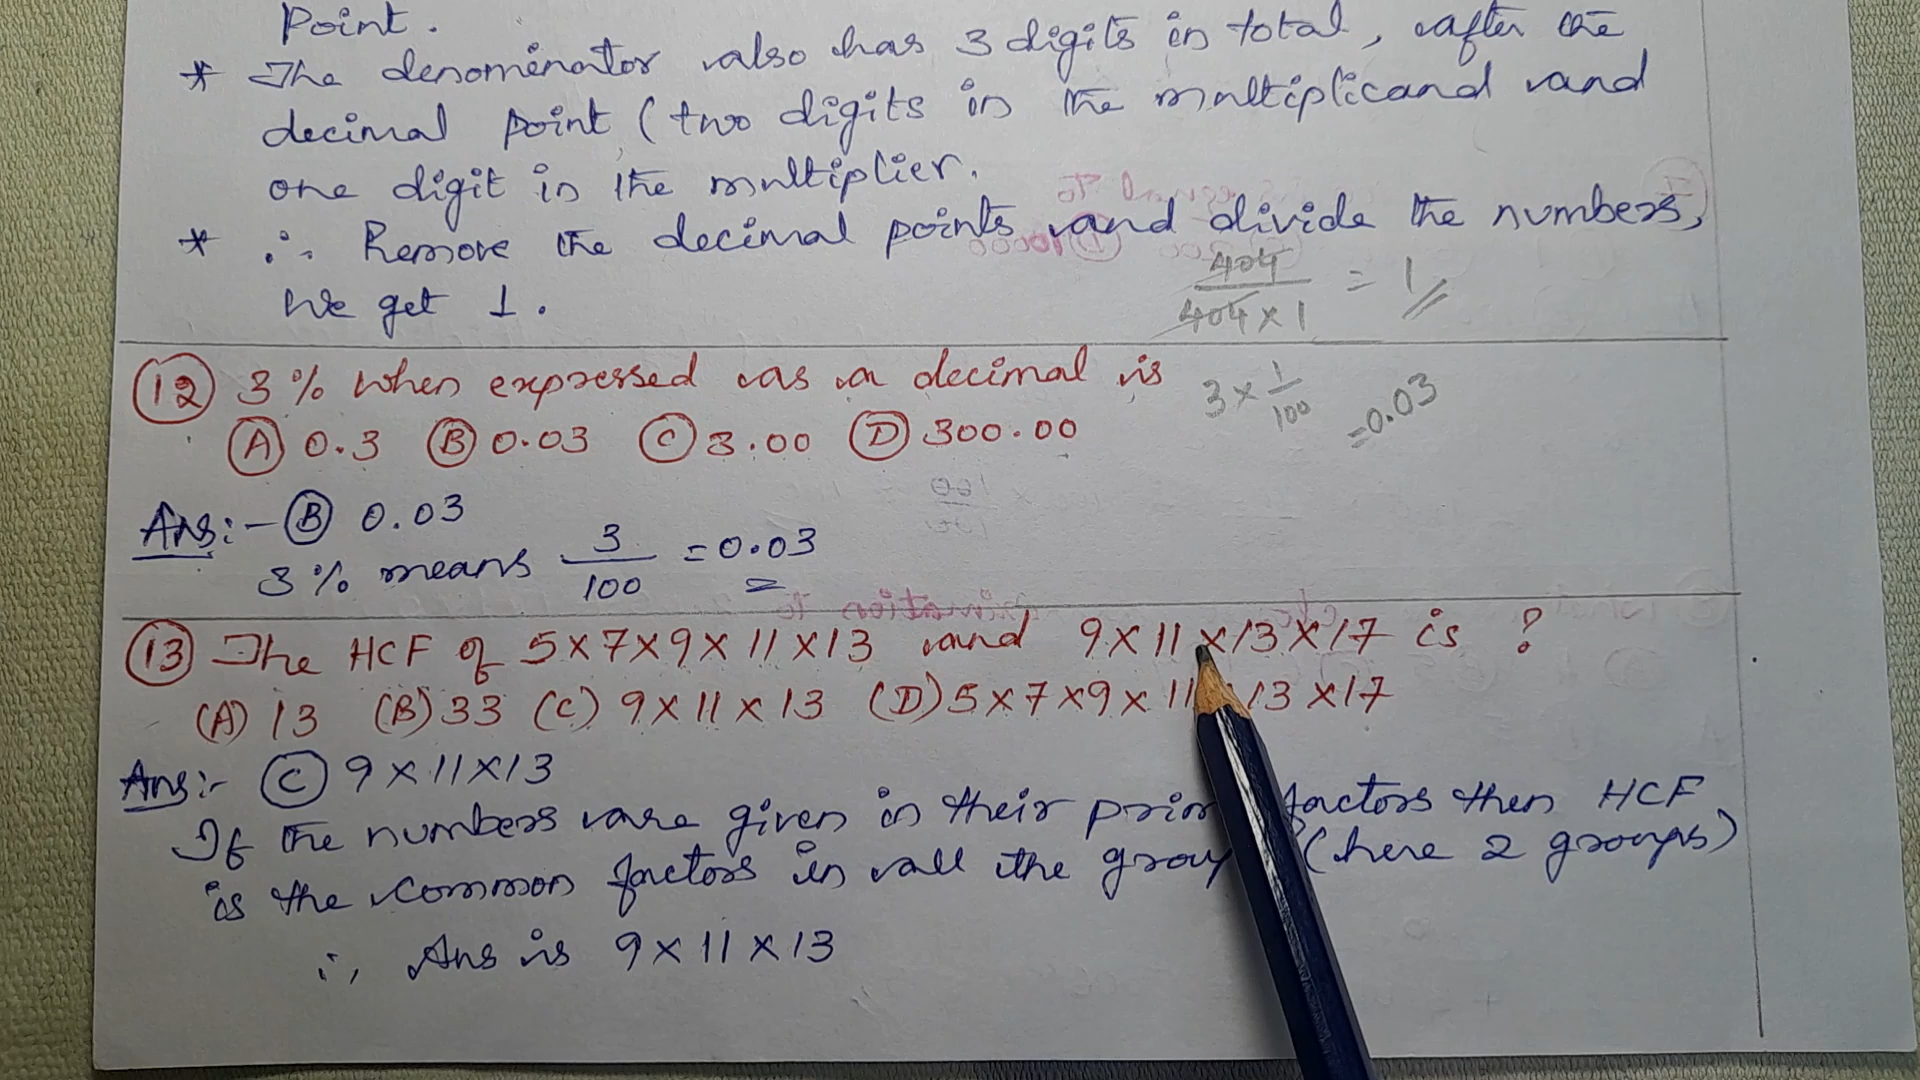 Point.
* The denominator also has 3 digits in total, after the
decimal point (two digits in the multiplicand and
one digit in the multiplier.
* ∴ Remove the decimal points and divide the numbers,
We get 1.
404
404 × 1
= 1
(12) 3% when expressed as a decimal is
3 × 1/100 = 0.03
(A) 0.3 (B) 0.03 (C) 3.00 (D) 300.00
Ans:- (B) 0.03
3% means 3/100 = 0.03
(13) The HCF of 5×7×9×11×13 and 9×11×13×17 is ?
(A) 13 (B) 33 (C) 9×11×13 (D) 5×7×9×11 13×17
Ans:- (C) 9×11×13
If the numbers are given in their factors then HCF
is the common factors in all the (here 2 groups)
∴ Ans is 9×11×13